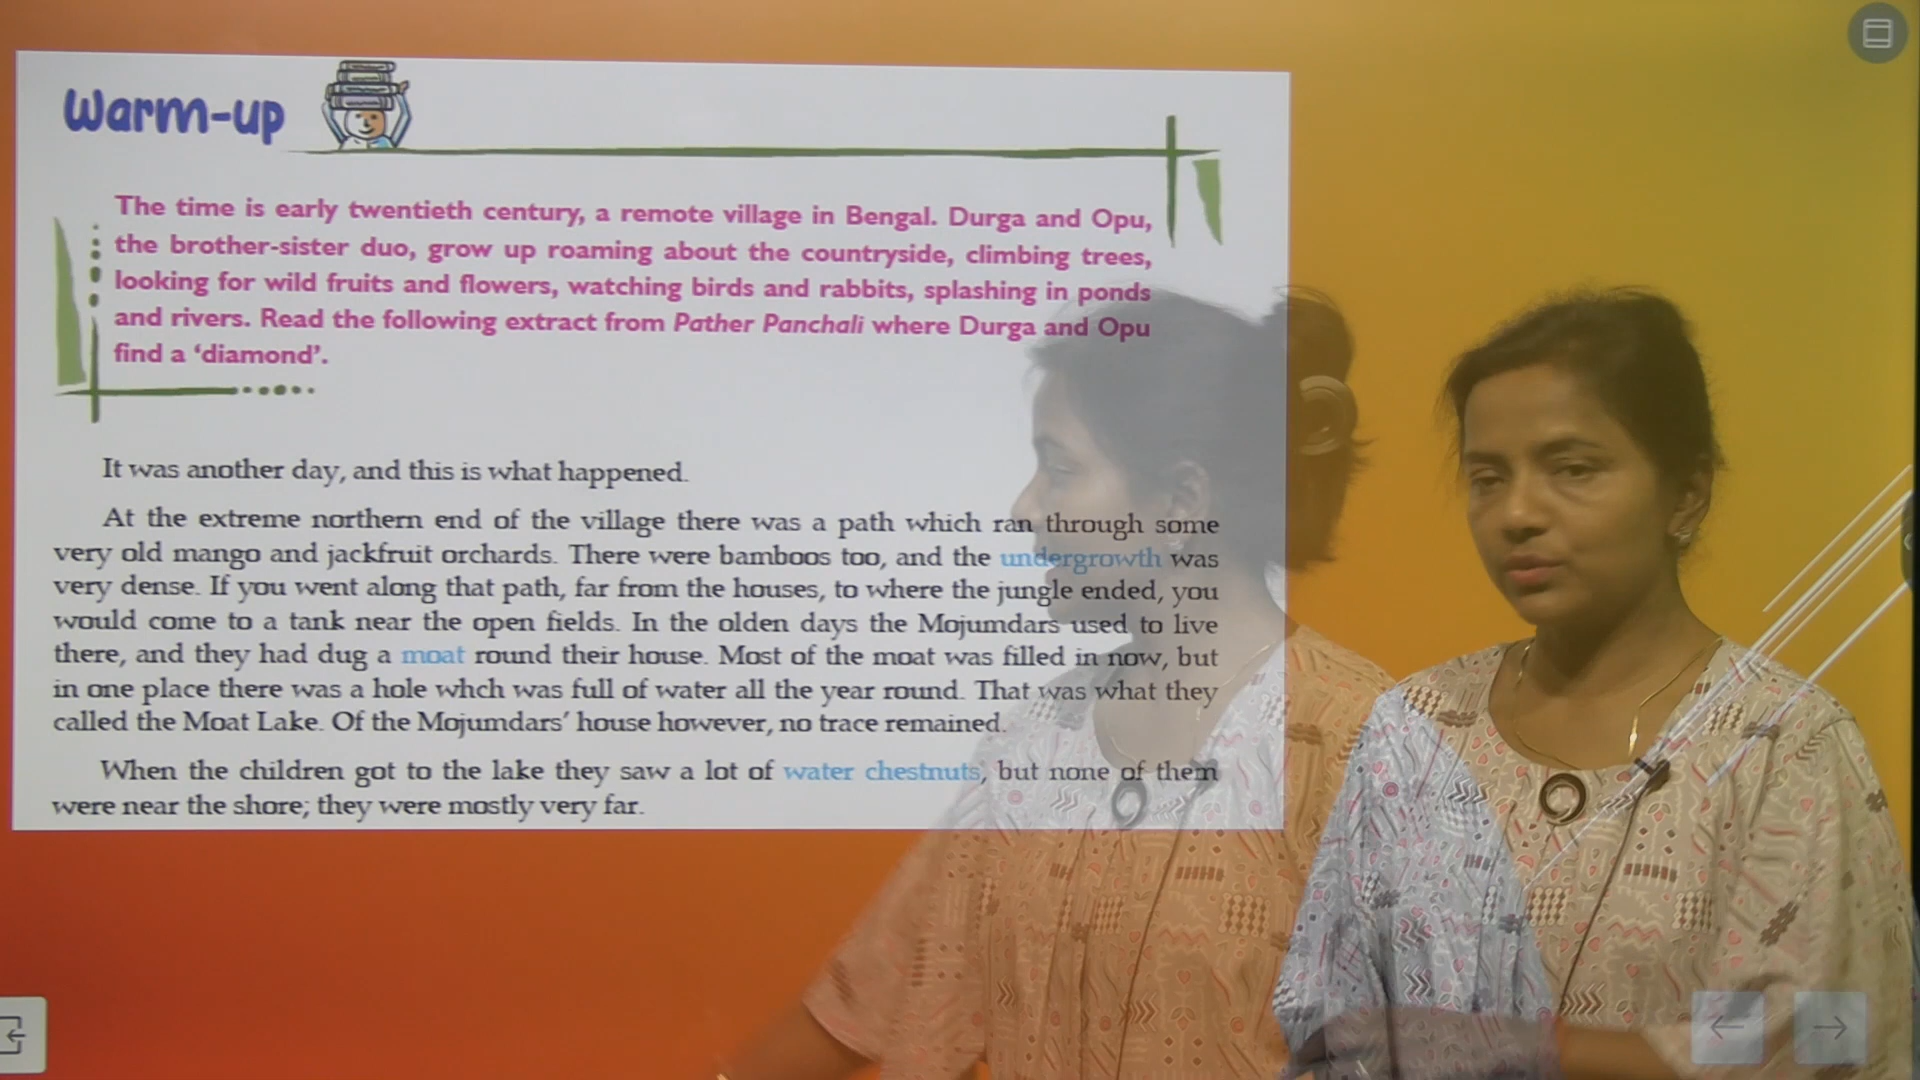 Warm-up
The time is early twentieth century, a remote village in Bengal. Durga and Opu,
the brother-sister duo, grow up roaming about the countryside, climbing trees,
looking for wild fruits and flowers, watching birds and rabbits, splashing in ponds
and rivers. Read the following extract from Pather Panchali where Durga and Opu
find a ‘diamond’.
It was another day, and this is what happened.
At the extreme northern end of the village there was a path which ran through some
very old mango and jackfruit orchards. There were bamboos too, and the undergrowth was
very dense. If you went along that path, far from the houses, to where the jungle ended, you
would come to a tank near the open fields. In the olden days the Mojumdars used to live
there, and they had dug a moat round their house. Most of the moat was filled in now, but
in one place there was a hole whch was full of water all the year round. That was what they
called the Moat Lake. Of the Mojumdars’ house however, no trace remained.
When the children got to the lake they saw a lot of water chestnuts, but none of them
were near the shore; they were mostly very far.